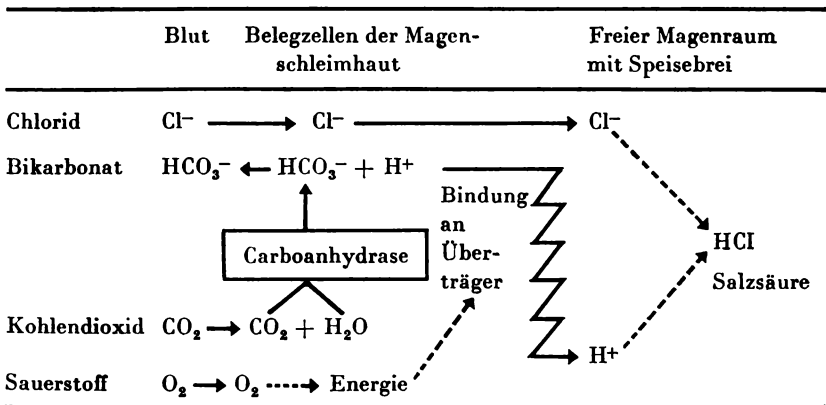 Blut Belegzellen der Magen- Freier Magenraum
schleimhaut mit Speisebrei
Chlorid Cl⁻ Cl⁻ Cl⁻
Bikarbonat HCO₃⁻ HCO₃⁻ + H⁺
Bindung
an
Carboanhydrase Über-
träger
HCl
Salzsäure
Kohlendioxid CO₂ CO₂ + H₂O
H⁺
Sauerstoff O₂ O₂ Energie